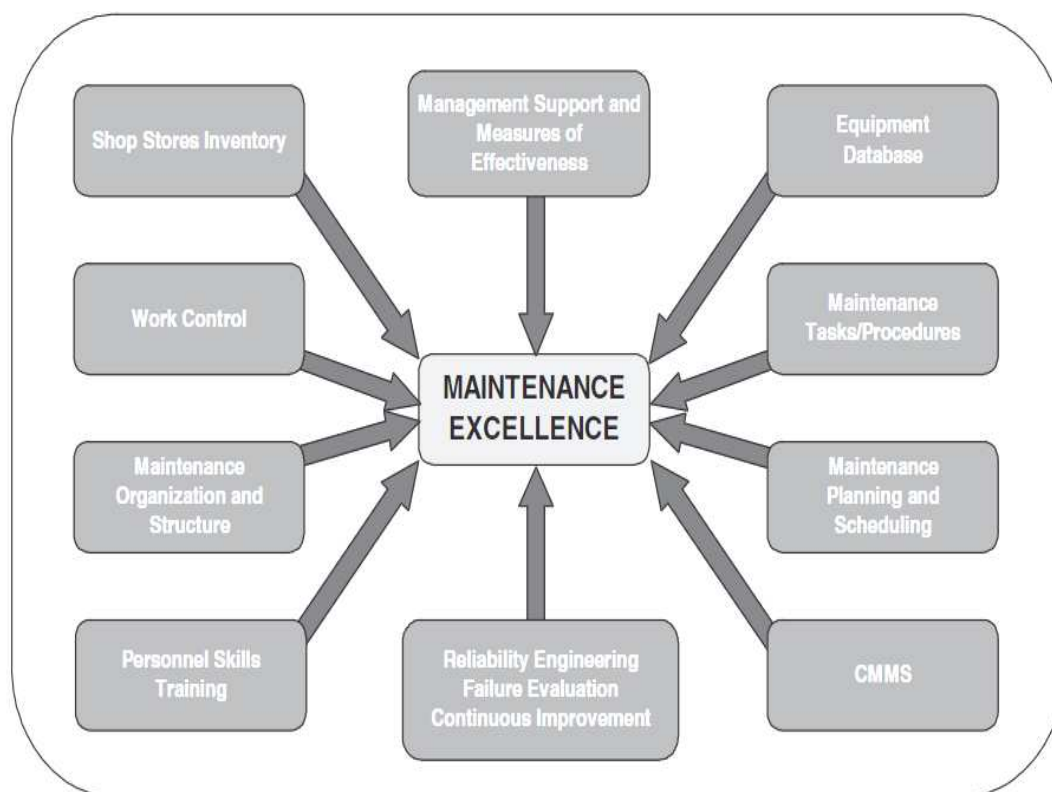 Shop Stores Inventory
Management Support and
Measures of
Effectiveness
Equipment
Database
Work Control
Maintenance
Tasks/Procedures
MAINTENANCE
EXCELLENCE
Maintenance
Organization and
Structure
Maintenance
Planning and
Scheduling
Personnel Skills
Training
Reliability Engineering
Failure Evaluation
Continuous Improvement
CMMS